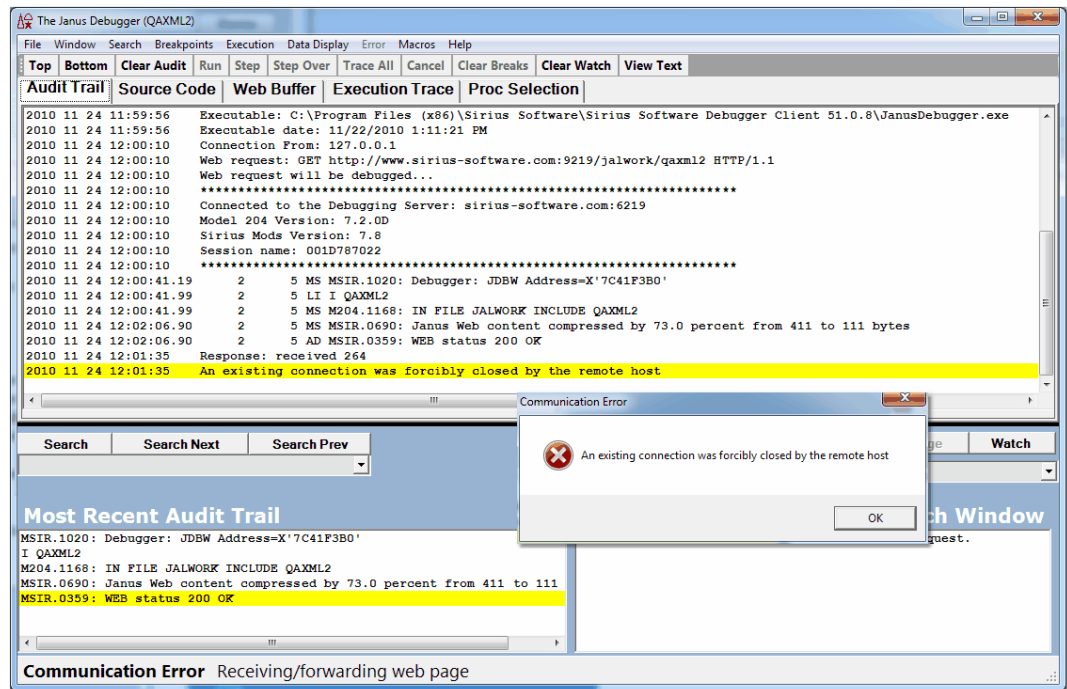 The Janus Debugger (QAXML2)
File Window Search Breakpoints Execution Data Display Error Macros Help
Top Bottom Clear Audit Run Step Step Over Trace All Cancel Clear Breaks Clear Watch View Text
Audit Trail Source Code Web Buffer Execution Trace Proc Selection
2010 11 24 11:59:56 Executable: C:\Program Files (x86)\Sirius Software\Sirius Software Debugger Client 51.0.8\JanusDebugger.exe
2010 11 24 11:59:56 Executable date: 11/22/2010 1:11:21 PM
2010 11 24 12:00:10 Connection From: 127.0.0.1
2010 11 24 12:00:10 Web request: GET http://www.sirius-software.com:9219/jalwork/qaxml2 HTTP/1.1
2010 11 24 12:00:10 Web request will be debugged...
2010 11 24 12:00:10 ************************************************************************
2010 11 24 12:00:10 Connected to the Debugging Server: sirius-software.com:6219
2010 11 24 12:00:10 Model 204 Version: 7.2.0D
2010 11 24 12:00:10 Sirius Mods Version: 7.8
2010 11 24 12:00:10 Session name: 001D787022
2010 11 24 12:00:10 ************************************************************************
2010 11 24 12:00:41.19 2 5 MS MSIR.1020: Debugger: JDBW Address=X'7C41F3B0'
2010 11 24 12:00:41.99 2 5 LI I QAXML2
2010 11 24 12:00:41.99 2 5 MS M204.1168: IN FILE JALWORK INCLUDE QAXML2
2010 11 24 12:02:06.90 2 5 MS MSIR.0690: Janus Web content compressed by 73.0 percent from 411 to 111 bytes
2010 11 24 12:02:06.90 2 5 AD MSIR.0359: WEB status 200 OK
2010 11 24 12:01:35 Response: received 264
2010 11 24 12:01:35 An existing connection was forcibly closed by the remote host
Communication Error
An existing connection was forcibly closed by the remote host
OK
Search Search Next Search Prev
ge Watch
Most Recent Audit Trail
ch Window
MSIR.1020: Debugger: JDBW Address=X'7C41F3B0'
I QAXML2
M204.1168: IN FILE JALWORK INCLUDE QAXML2
MSIR.0690: Janus Web content compressed by 73.0 percent from 411 to 111
MSIR.0359: WEB status 200 OK
quest.
Communication Error Receiving/forwarding web page